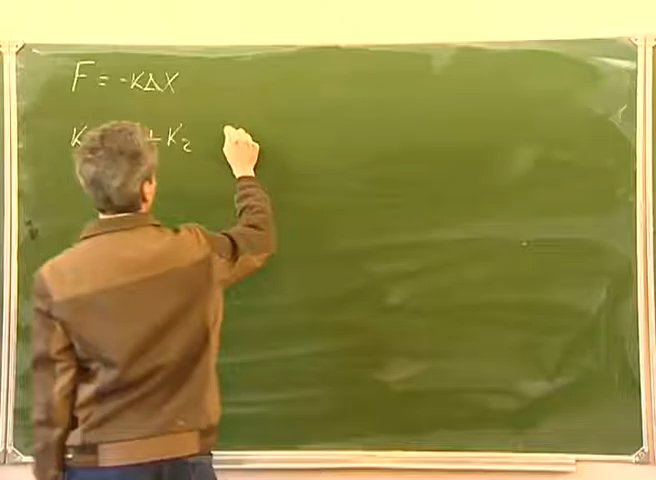 F = -KΔX
K + K₂